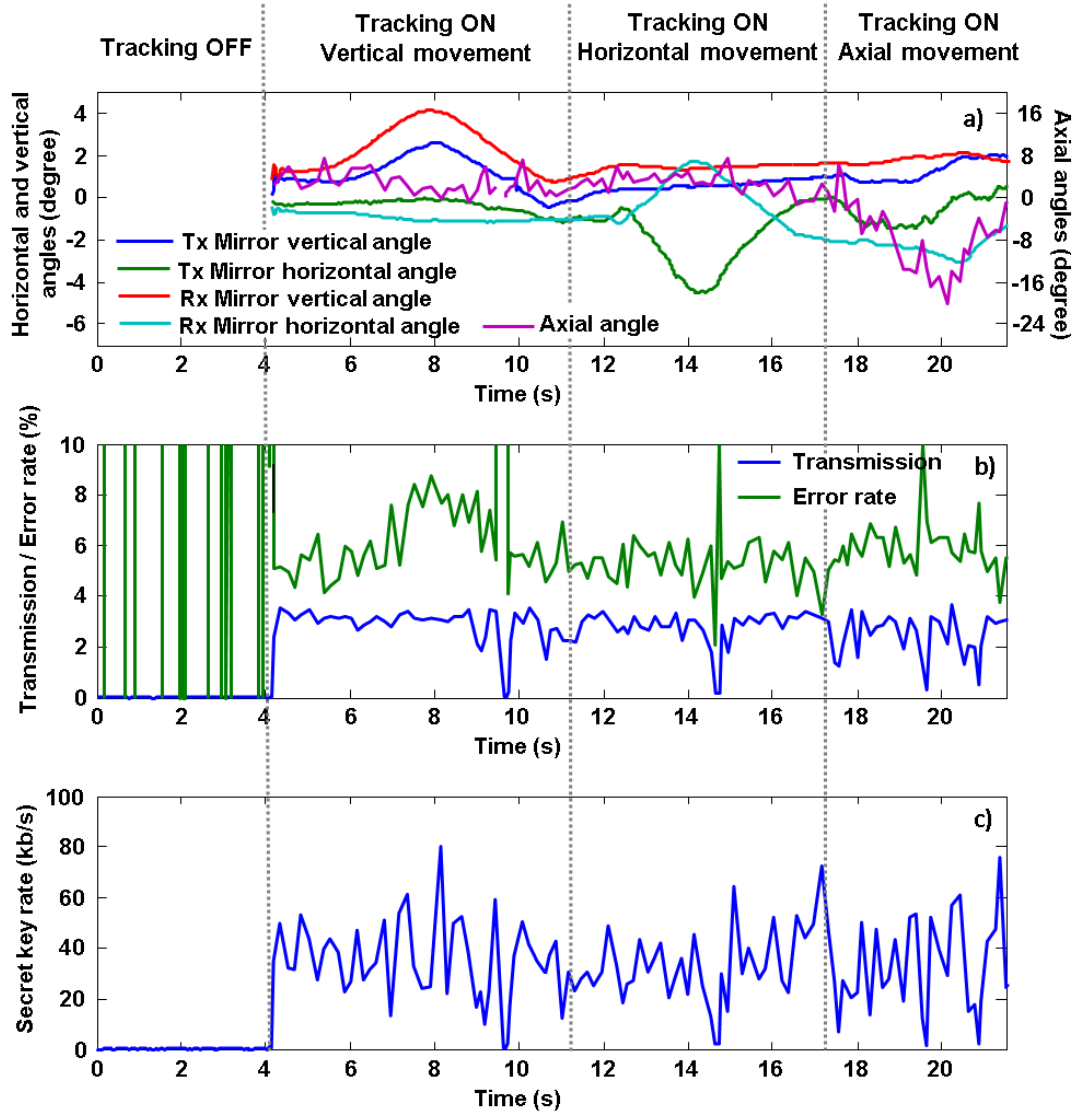 Tracking OFF
Tracking ON
Vertical movement
Tracking ON
Horizontal movement
Tracking ON
Axial movement
Horizontal and vertical
angles (degree)
4
2
0
-2
-4
-6
a)
16
8
0
-8
-16
-24
Axial angles (degree)
Tx Mirror vertical angle
Tx Mirror horizontal angle
Rx Mirror vertical angle
Rx Mirror horizontal angle
Axial angle
0 2 4 6 8 10 12 14 16 18 20
Time (s)
Transmission / Error rate (%)
10
8
6
4
2
0
Transmission
Error rate
b)
0 2 4 6 8 10 12 14 16 18 20
Time (s)
Secret key rate (kb/s)
100
80
60
40
20
0
c)
0 2 4 6 8 10 12 14 16 18 20
Time (s)